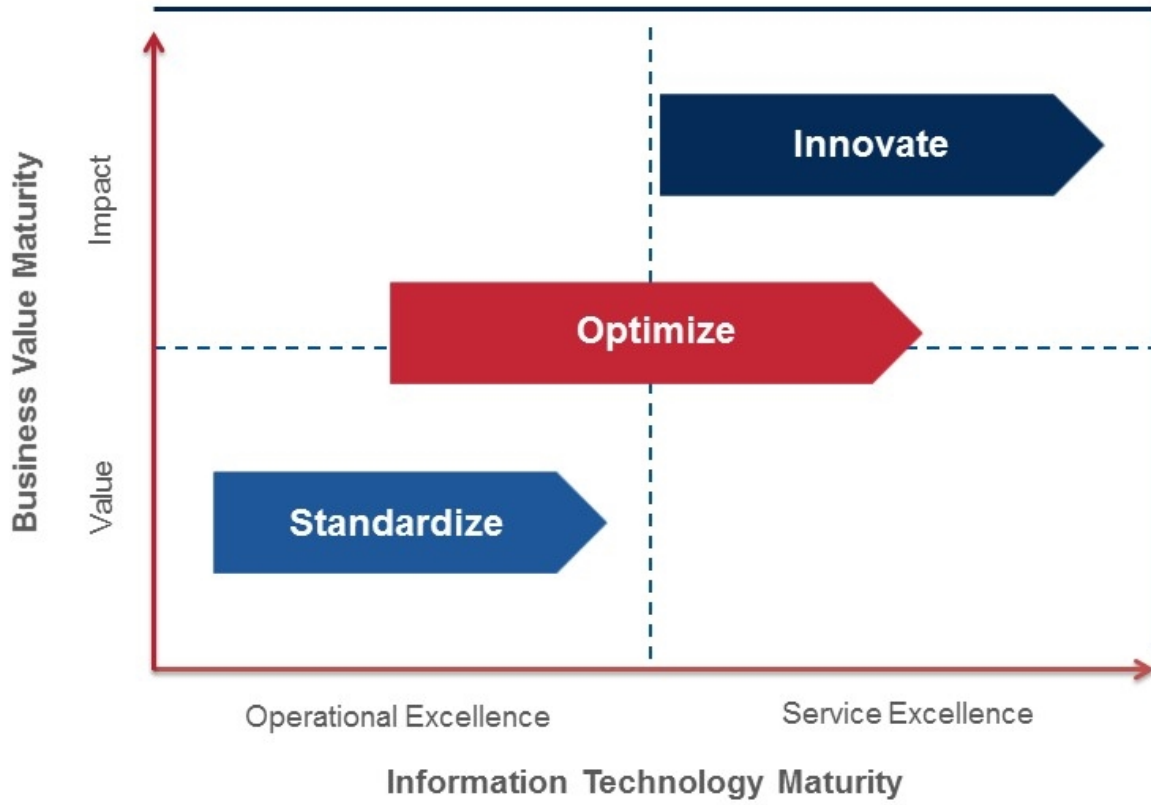 Business Value Maturity
Impact
Value
Innovate
Optimize
Standardize
Operational Excellence
Service Excellence
Information Technology Maturity